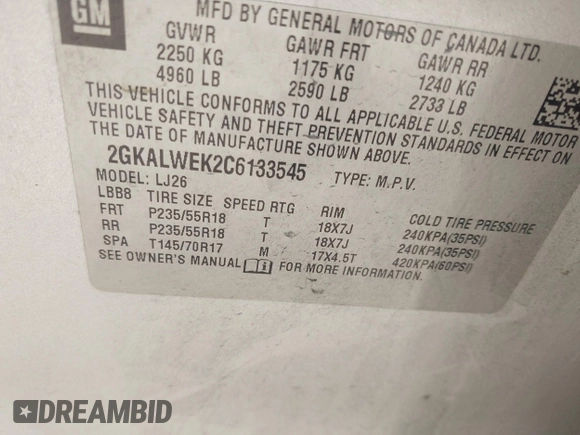 GM
MFD BY GENERAL MOTORS OF CANADA LTD.
GVWR GAWR FRT GAWR RR
2250 KG 1175 KG 1240 KG
4960 LB 2590 LB 2733 LB
THIS VEHICLE CONFORMS TO ALL APPLICABLE U.S. FEDERAL MOTOR
VEHICLE SAFETY, BUMPER, AND THEFT PREVENTION STANDARDS IN EFFECT ON
THE DATE OF MANUFACTURE SHOWN ABOVE.
2GKALWEK2C6133545 TYPE: M.P.V.
MODEL: LJ26
LBB8 TIRE SIZE SPEED RTG RIM COLD TIRE PRESSURE
FRT P235/55R18 T 18X7J 240KPA(35PSI)
RR P235/55R18 T 18X7J 240KPA(35PSI)
SPA T145/70R17 M 17X4.5T 420KPA(60PSI)
SEE OWNER'S MANUAL FOR MORE INFORMATION.
DREAMBID